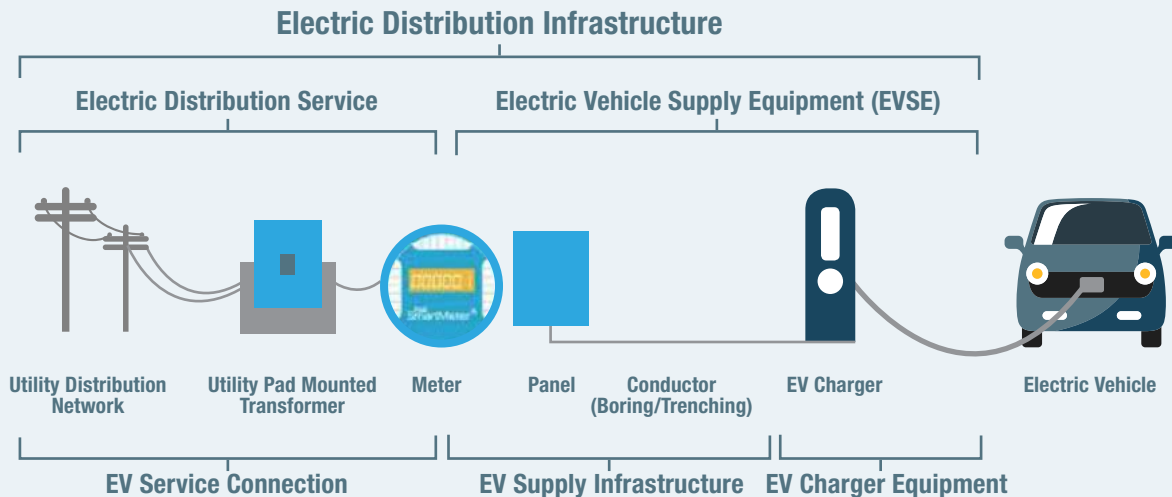 Electric Distribution Infrastructure
Electric Distribution Service
Electric Vehicle Supply Equipment (EVSE)
000001
SmartMeter
Utility Distribution
Network
Utility Pad Mounted
Transformer
Meter
Panel
Conductor
(Boring/Trenching)
EV Charger
Electric Vehicle
EV Service Connection
EV Supply Infrastructure
EV Charger Equipment